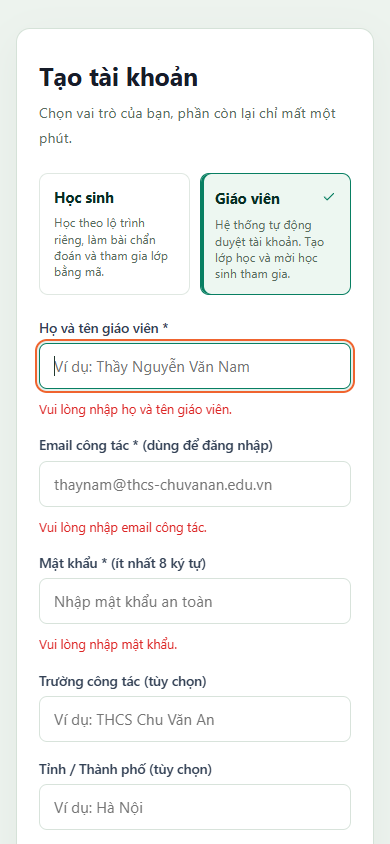 Tạo tài khoản
Chọn vai trò của bạn, phần còn lại chỉ mất một
phút.
Học sinh
Học theo lộ trình
riêng, làm bài chẩn
đoán và tham gia lớp
bằng mã.
Giáo viên
Hệ thống tự động
duyệt tài khoản. Tạo
lớp học và mời học
sinh tham gia.
Họ và tên giáo viên *
Ví dụ: Thầy Nguyễn Văn Nam
Vui lòng nhập họ và tên giáo viên.
Email công tác * (dùng để đăng nhập)
thaynam@thcs-chuvanan.edu.vn
Vui lòng nhập email công tác.
Mật khẩu * (ít nhất 8 ký tự)
Nhập mật khẩu an toàn
Vui lòng nhập mật khẩu.
Trường công tác (tùy chọn)
Ví dụ: THCS Chu Văn An
Tỉnh / Thành phố (tùy chọn)
Ví dụ: Hà Nội